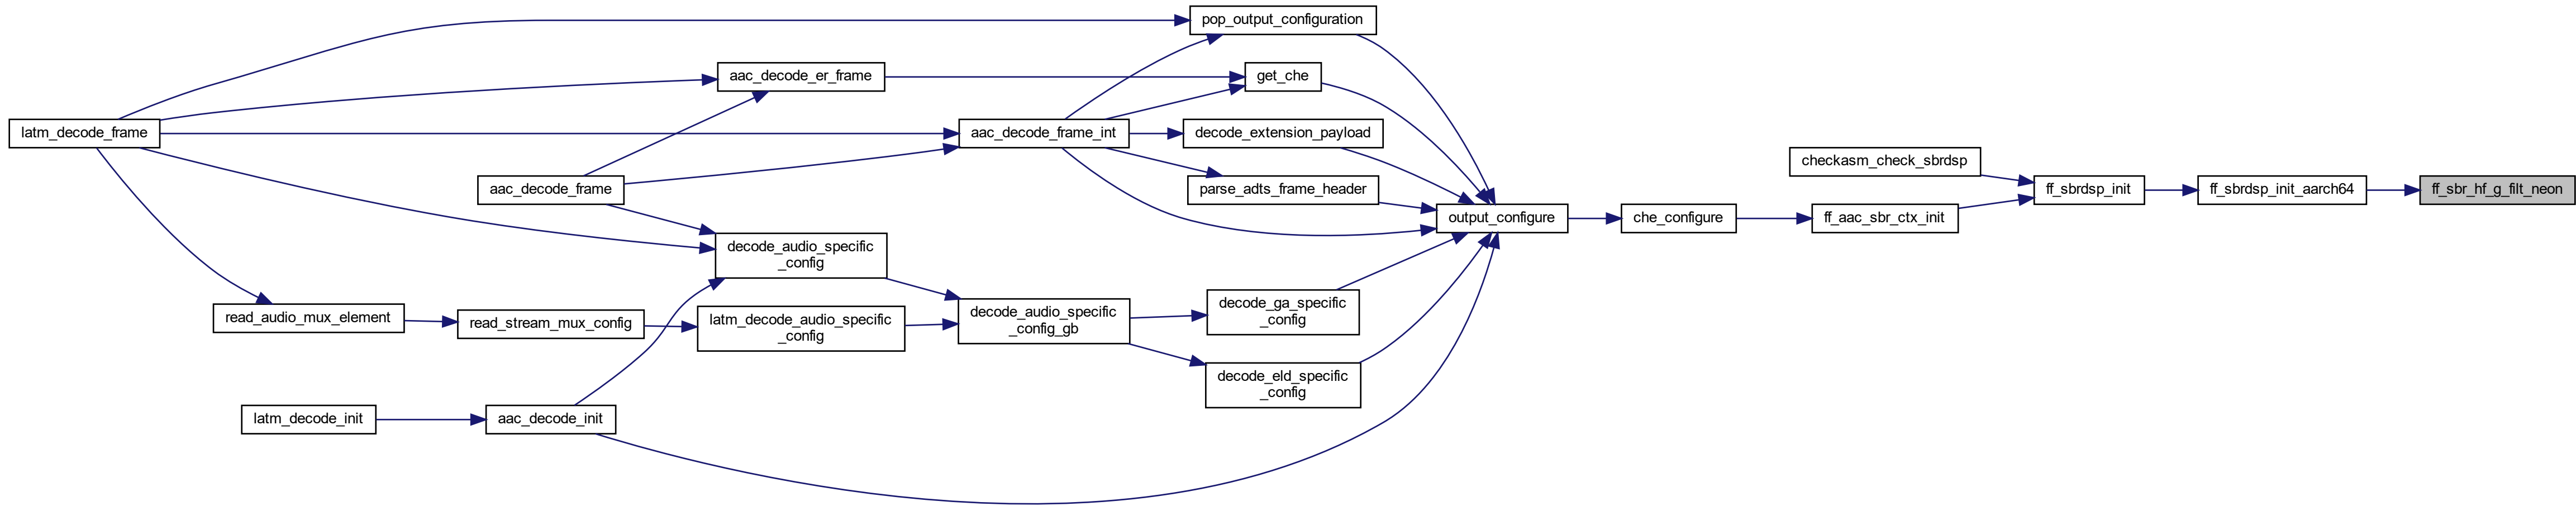 pop_output_configuration
aac_decode_er_frame
get_che
latm_decode_frame
aac_decode_frame_int
decode_extension_payload
checkasm_check_sbrdsp
aac_decode_frame
parse_adts_frame_header
ff_sbrdsp_init
ff_sbrdsp_init_aarch64
ff_sbr_hf_g_filt_neon
output_configure
che_configure
ff_aac_sbr_ctx_init
decode_audio_specific
_config
read_audio_mux_element
read_stream_mux_config
latm_decode_audio_specific
_config
decode_audio_specific
_config_gb
decode_ga_specific
_config
decode_eld_specific
_config
latm_decode_init
aac_decode_init